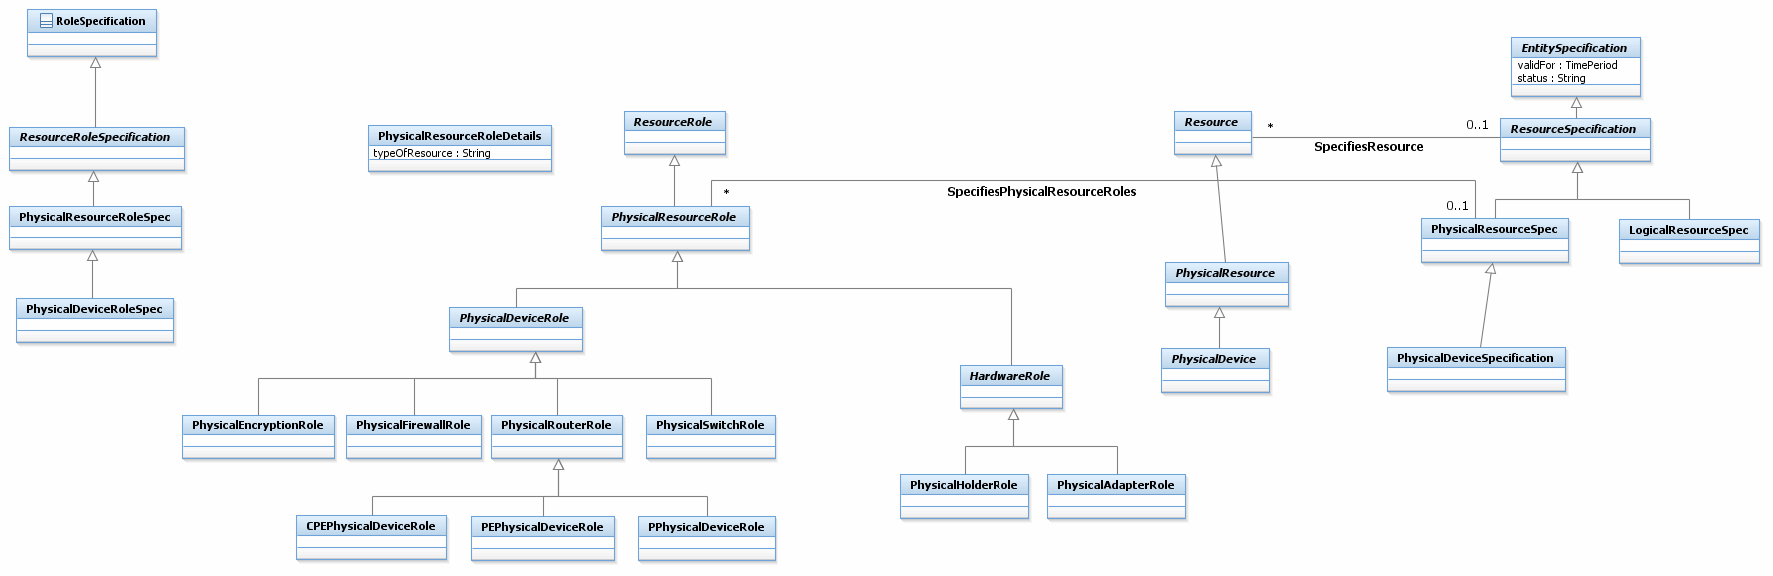 RoleSpecification
EntitySpecification
validFor : TimePeriod
status : String
ResourceRoleSpecification
PhysicalResourceRoleDetails
typeOfResource : String
ResourceRole
Resource
*
0..1
SpecifiesResource
ResourceSpecification
PhysicalResourceRoleSpec
PhysicalResourceRole
*
SpecifiesPhysicalResourceRoles
0..1
PhysicalResourceSpec
LogicalResourceSpec
PhysicalResource
PhysicalDeviceRoleSpec
PhysicalDeviceRole
PhysicalDevice
PhysicalDeviceSpecification
HardwareRole
PhysicalEncryptionRole
PhysicalFirewallRole
PhysicalRouterRole
PhysicalSwitchRole
PhysicalHolderRole
PhysicalAdapterRole
CPEPhysicalDeviceRole
PEPhysicalDeviceRole
PPhysicalDeviceRole